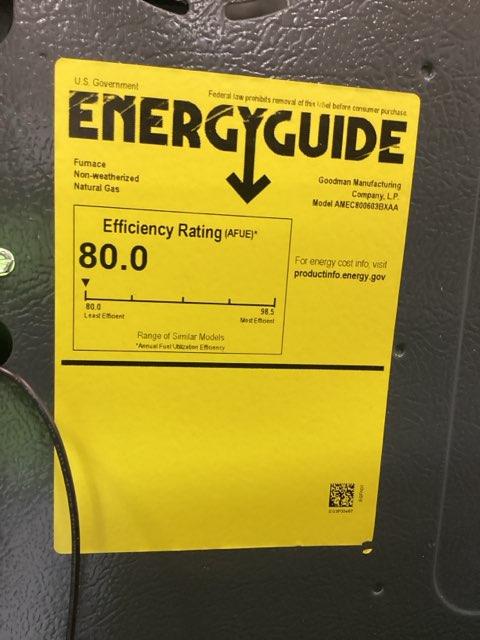 U.S. Government
Federal law prohibits removal of this label before consumer purchase.
ENERGYGUIDE
Furnace
Non-weatherized
Natural Gas
Goodman Manufacturing
Company, L.P.
Model AMEC800603BXAA
Efficiency Rating (AFUE)*
80.0
80.0
98.5
Least Efficient
Most Efficient
Range of Similar Models
*Annual Fuel Utilization Efficiency
For energy cost info, visit
productinfo.energy.gov